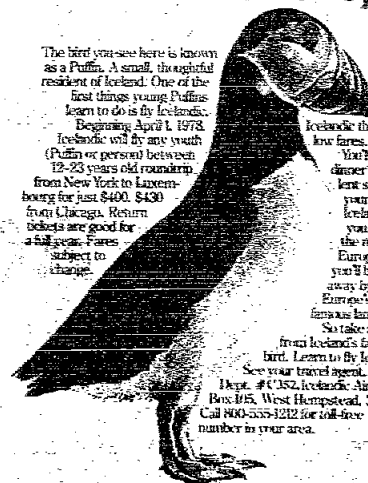 The bird you see here is known
as a Puffin. A small, thoughtful
resident of Iceland. One of the
first things young Puffins
learn to do is fly Icelandic.
Beginning April 1, 1978,
Icelandic will fly any youth
(Puffin or person) between
12-23 years old roundtrip
from New York to Luxem-
bourg for just $400. $430
from Chicago. Return
tickets are good for
a full year. Fares
subject to
change.
Icelandic
low fares.
You'll
dinner
your
you
the
Europ
you'll b
away
Europe's
famous
So take
from Iceland's
bird. Learn to fly
See your travel agent.
Dept. #C352, Icelandic
Box 105, West Hempstead,
Call 800-555-1212 for toll-free
number in your area.